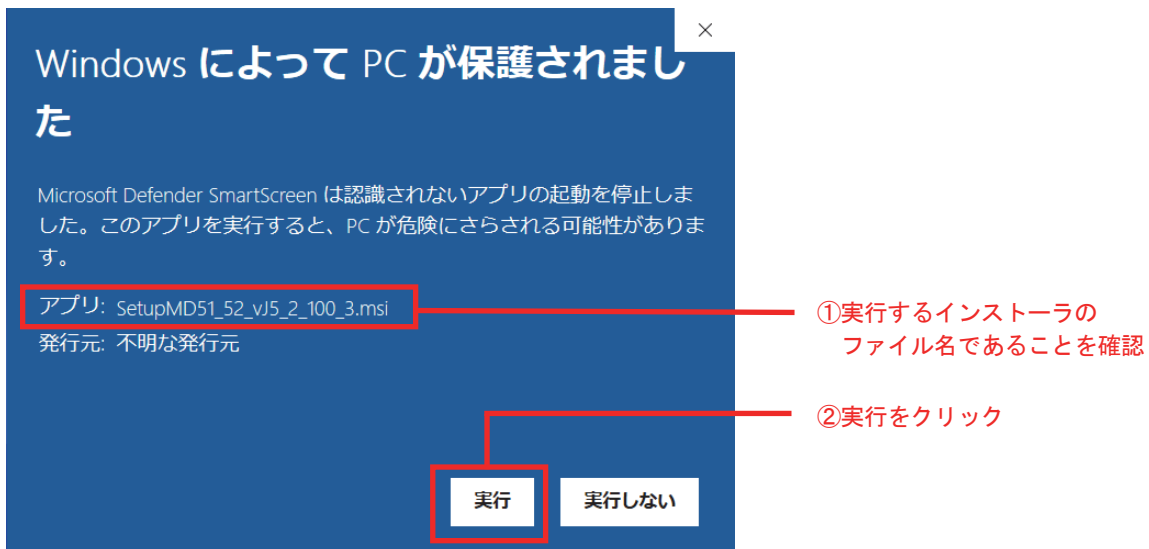 Windows によって PC が保護されまし
た
Microsoft Defender SmartScreen は認識されないアプリの起動を停止しま
した。このアプリを実行すると、PC が危険にさらされる可能性がありま
す。
アプリ: SetupMD51_52_vJ5_2_100_3.msi
発行元: 不明な発行元
①実行するインストーラの
ファイル名であることを確認
②実行をクリック
実行
実行しない